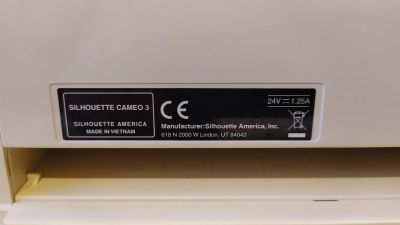 SILHOUETTE CAMEO 3
SILHOUETTE AMERICA
MADE IN VIETNAM
CE
Manufacturer:Silhouette America, Inc.
618 N 2000 W Lindon, UT 84042
24V ⎓ 1,25A